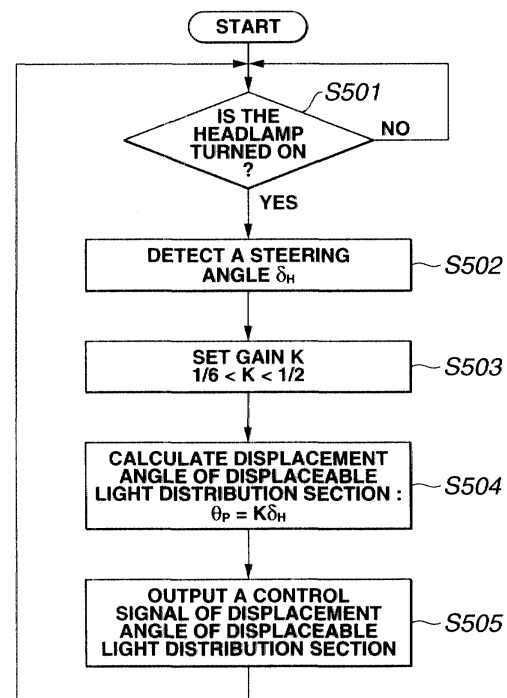 START
S501
IS THE
HEADLAMP
TURNED ON
?
NO
YES
DETECT A STEERING
ANGLE δH
S502
SET GAIN K
1/6 < K < 1/2
S503
CALCULATE DISPLACEMENT
ANGLE OF DISPLACEABLE
LIGHT DISTRIBUTION SECTION :
θP = KδH
S504
OUTPUT A CONTROL
SIGNAL OF DISPLACEMENT
ANGLE OF DISPLACEABLE
LIGHT DISTRIBUTION SECTION
S505